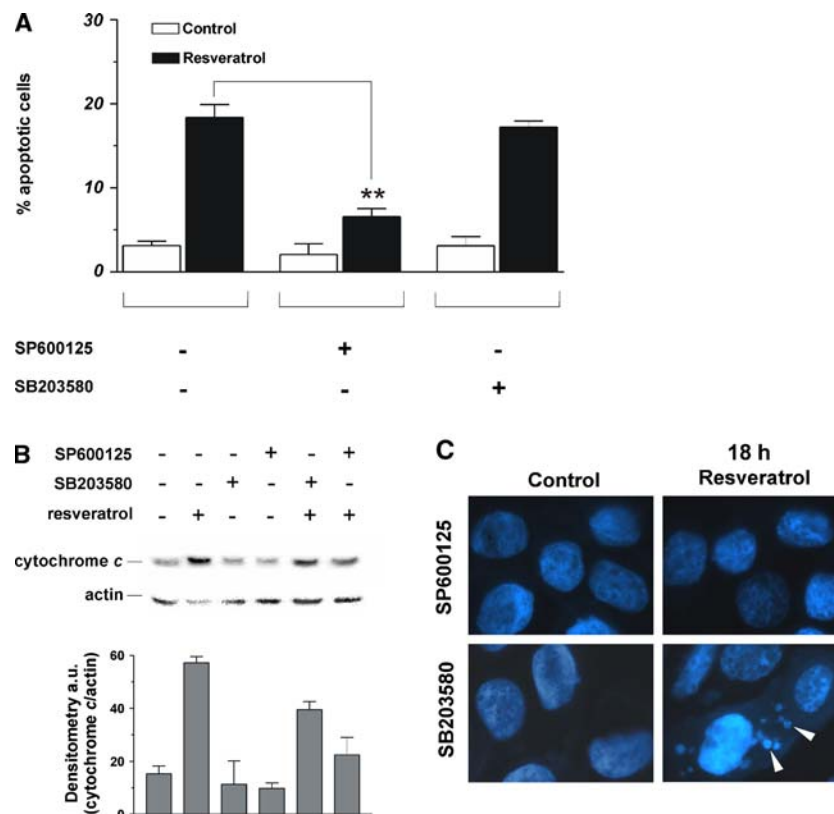 A
30
20
10
0
% apoptotic cells
Control
Resveratrol
**
SP600125 - + -
SB203580 - - +
B
SP600125 - - - + - +
SB203580 - - + - + -
resveratrol - + - - + +
cytochrome c
actin
60
40
20
0
Densitometry a.u.
(cytochrome c/actin)
C
18 h
Control Resveratrol
SP600125
SB203580